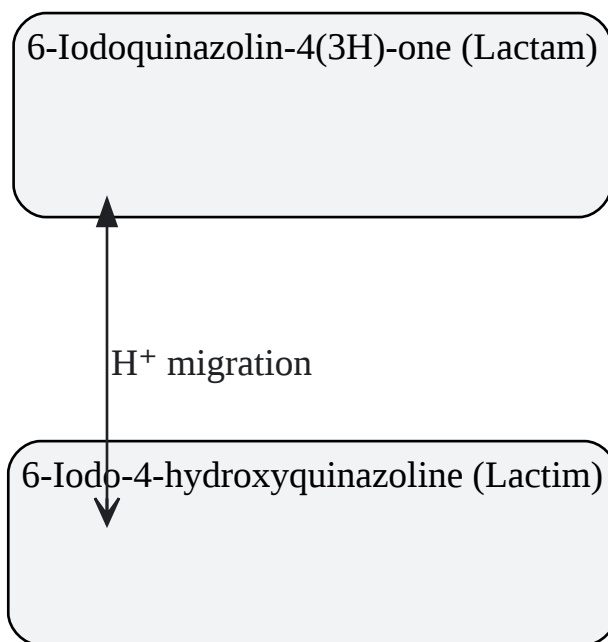 6-Iodoquinazolin-4(3H)-one (Lactam)
H⁺ migration
6-Iodo-4-hydroxyquinazoline (Lactim)